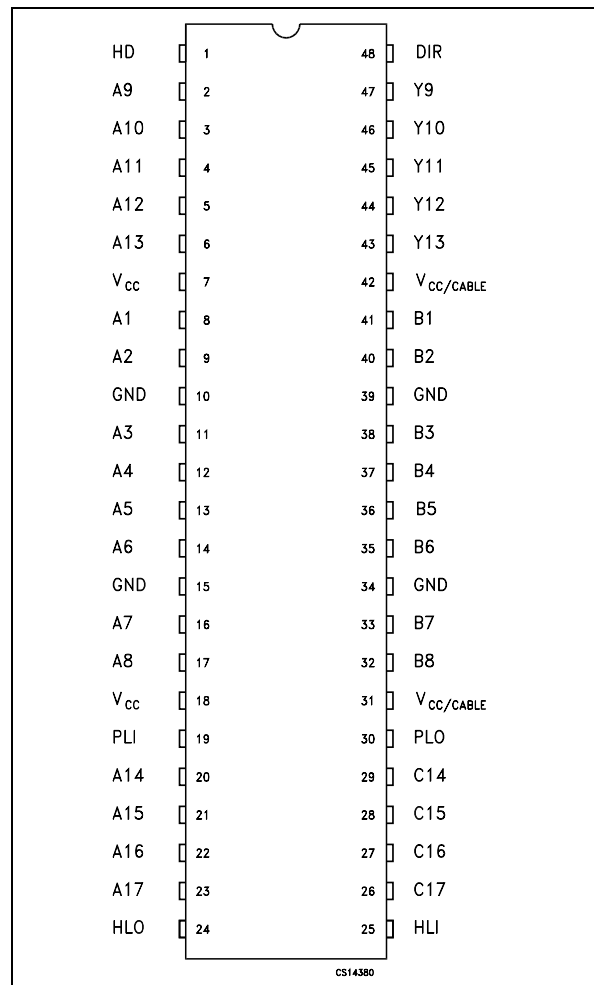 HD 1 48 DIR
A9 2 47 Y9
A10 3 46 Y10
A11 4 45 Y11
A12 5 44 Y12
A13 6 43 Y13
VCC 7 42 VCC/CABLE
A1 8 41 B1
A2 9 40 B2
GND 10 39 GND
A3 11 38 B3
A4 12 37 B4
A5 13 36 B5
A6 14 35 B6
GND 15 34 GND
A7 16 33 B7
A8 17 32 B8
VCC 18 31 VCC/CABLE
PLI 19 30 PLO
A14 20 29 C14
A15 21 28 C15
A16 22 27 C16
A17 23 26 C17
HLO 24 25 HLI
CS14380